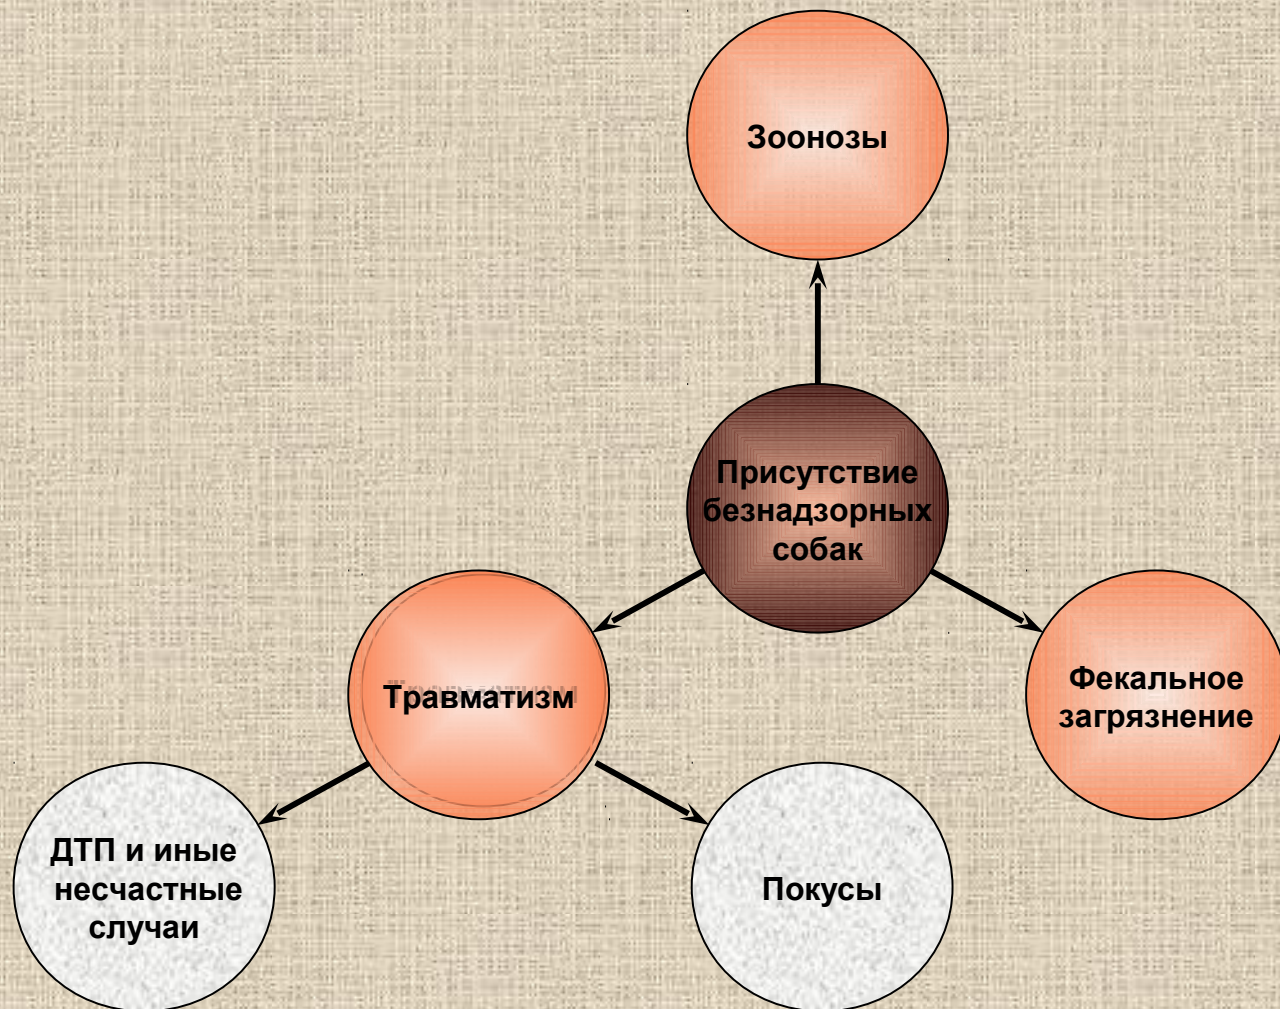 Зоонозы
Присутствие
безнадзорных
собак
Травматизм
Фекальное
загрязнение
ДТП и иные
несчастные
случаи
Покусы